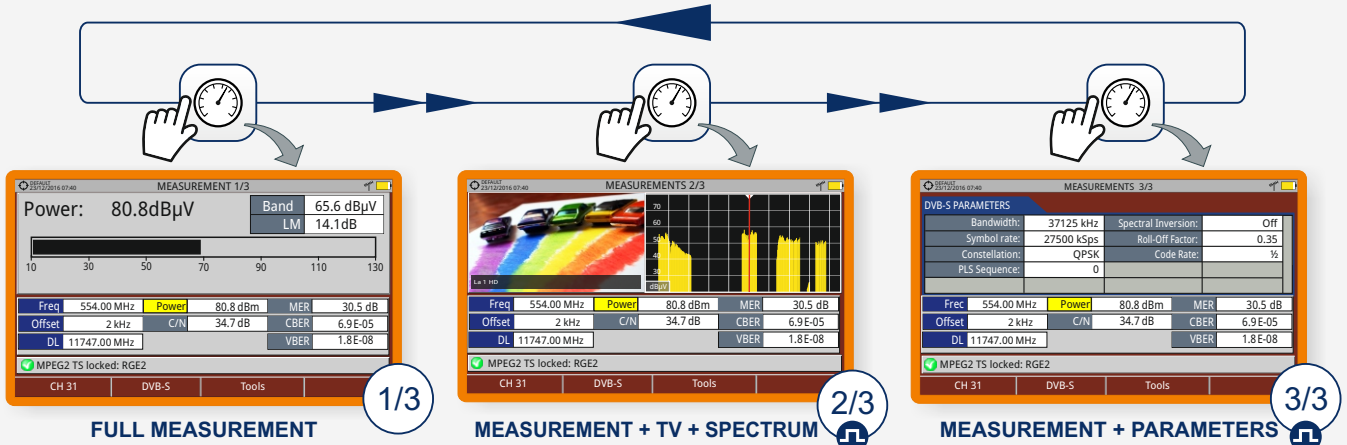 DEFAULT
23/12/2016 07:40
MEASUREMENT 1/3
Power: 80.8dBµV
Band 65.6 dBµV
LM 14.1dB
10 30 50 70 90 110 130
Freq 554.00 MHz Power 80.8 dBm MER 30.5 dB
Offset 2 kHz C/N 34.7 dB CBER 6.9E-05
DL 11747.00 MHz VBER 1.8E-08
MPEG2 TS locked: RGE2
CH 31 DVB-S Tools
1/3
FULL MEASUREMENT
DEFAULT
23/12/2016 07:40
MEASUREMENTS 2/3
70
60
50
40
30
dBµV
La 1 HD
Freq 554.00 MHz Power 80.8 dBm MER 30.5 dB
Offset 2 kHz C/N 34.7 dB CBER 6.9E-05
DL 11747.00 MHz VBER 1.8E-08
MPEG2 TS locked: RGE2
CH 31 DVB-S Tools
2/3
MEASUREMENT + TV + SPECTRUM
DEFAULT
23/12/2016 07:40
MEASUREMENTS 3/3
DVB-S PARAMETERS
Bandwidth: 37125 kHz Spectral Inversion: Off
Symbol rate: 27500 kSps Roll-Off Factor: 0.35
Constellation: QPSK Code Rate: ½
PLS Sequence: 0
Frec 554.00 MHz Power 80.8 dBm MER 30.5 dB
Offset 2 kHz C/N 34.7 dB CBER 6.9E-05
DL 11747.00 MHz VBER 1.8E-08
MPEG2 TS locked: RGE2
CH 31 DVB-S Tools
3/3
MEASUREMENT + PARAMETERS